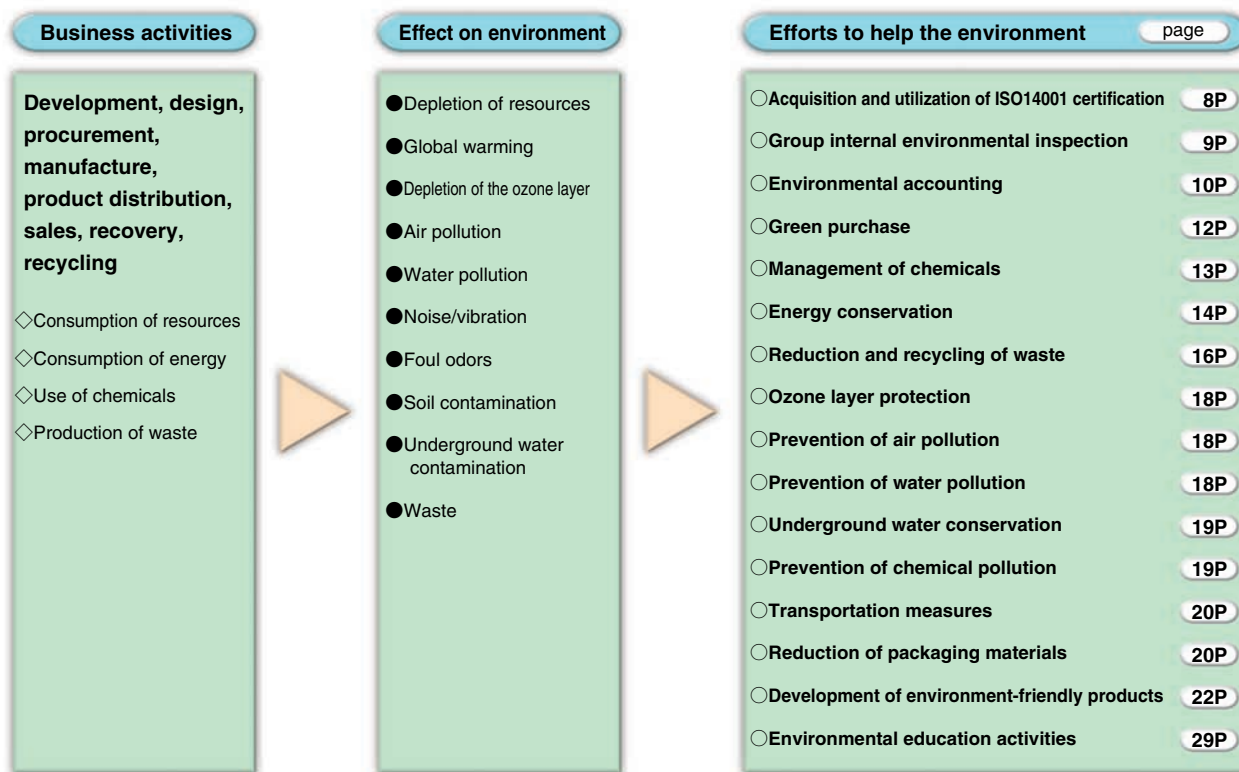 Business activities
Development, design,
procurement,
manufacture,
product distribution,
sales, recovery,
recycling
◇Consumption of resources
◇Consumption of energy
◇Use of chemicals
◇Production of waste
Effect on environment
●Depletion of resources
●Global warming
●Depletion of the ozone layer
●Air pollution
●Water pollution
●Noise/vibration
●Foul odors
●Soil contamination
●Underground water
contamination
●Waste
Efforts to help the environment page
○Acquisition and utilization of ISO14001 certification 8P
○Group internal environmental inspection 9P
○Environmental accounting 10P
○Green purchase 12P
○Management of chemicals 13P
○Energy conservation 14P
○Reduction and recycling of waste 16P
○Ozone layer protection 18P
○Prevention of air pollution 18P
○Prevention of water pollution 18P
○Underground water conservation 19P
○Prevention of chemical pollution 19P
○Transportation measures 20P
○Reduction of packaging materials 20P
○Development of environment-friendly products 22P
○Environmental education activities 29P